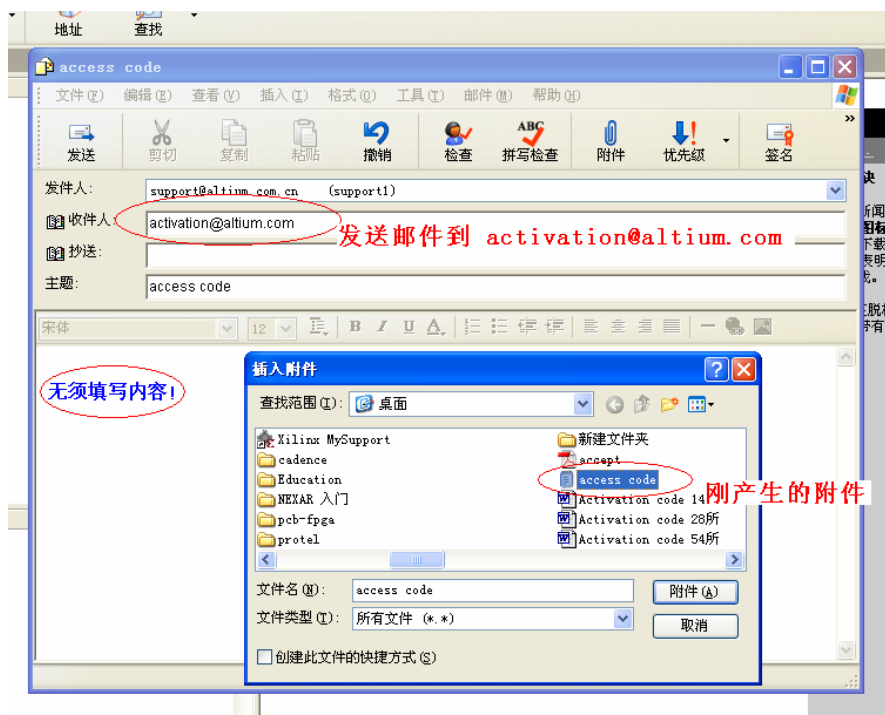 地址 查找
access code
文件(F) 编辑(E) 查看(V) 插入(I) 格式(O) 工具(T) 邮件(M) 帮助(H)
发送 剪切 复制 粘贴 撤销 检查 拼写检查 附件 优先级 签名
ABC
发件人: support@altium.com.cn (support1)
收件人: activation@altium.com
发送邮件到 activation@altium.com
抄送:
主题: access code
宋体 12 B I U A
无须填写内容!
插入附件
查找范围(I): 桌面
Xilinx MySupport 新建文件夹
cadence accept
Education access code
刚产生的附件
NEXAR 入门 Activation code 14
pcb-fpga Activation code 28所
protel Activation code 54所
文件名(N): access code 附件(A)
文件类型(T): 所有文件 (*.*) 取消
创建此文件的快捷方式(S)